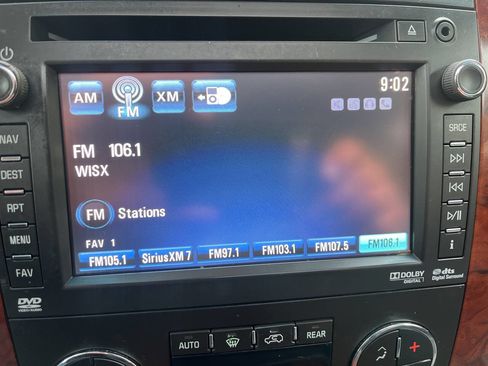 AM FM XM 9:02
FM 106.1
WISX
FM Stations
FAV 1
FM105.1 SiriusXM 7 FM97.1 FM103.1 FM107.5 FM106.1
NAV
DEST
RPT
MENU
FAV
SRCE
i
DVD
VIDEO/AUDIO
DOLBY
DIGITAL
dts
Digital Surround
AUTO
REAR